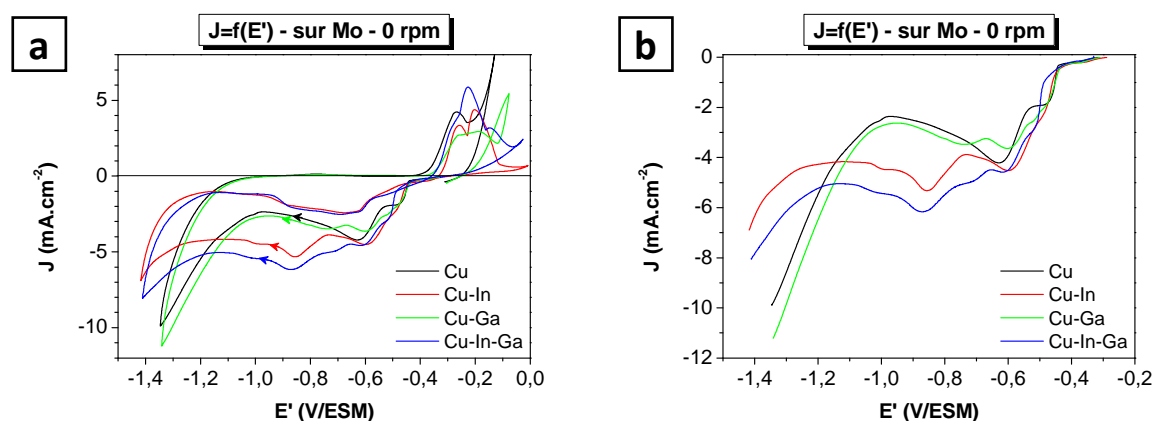 a
J=f(E') - sur Mo - 0 rpm
5
0
-5
-10
J (mA.cm-2)
Cu
Cu-In
Cu-Ga
Cu-In-Ga
-1,4 -1,2 -1,0 -0,8 -0,6 -0,4 -0,2 0,0
E' (V/ESM)
b
J=f(E') - sur Mo - 0 rpm
0
-2
-4
-6
-8
-10
-12
J (mA.cm-2)
Cu
Cu-In
Cu-Ga
Cu-In-Ga
-1,4 -1,2 -1,0 -0,8 -0,6 -0,4 -0,2
E' (V/ESM)